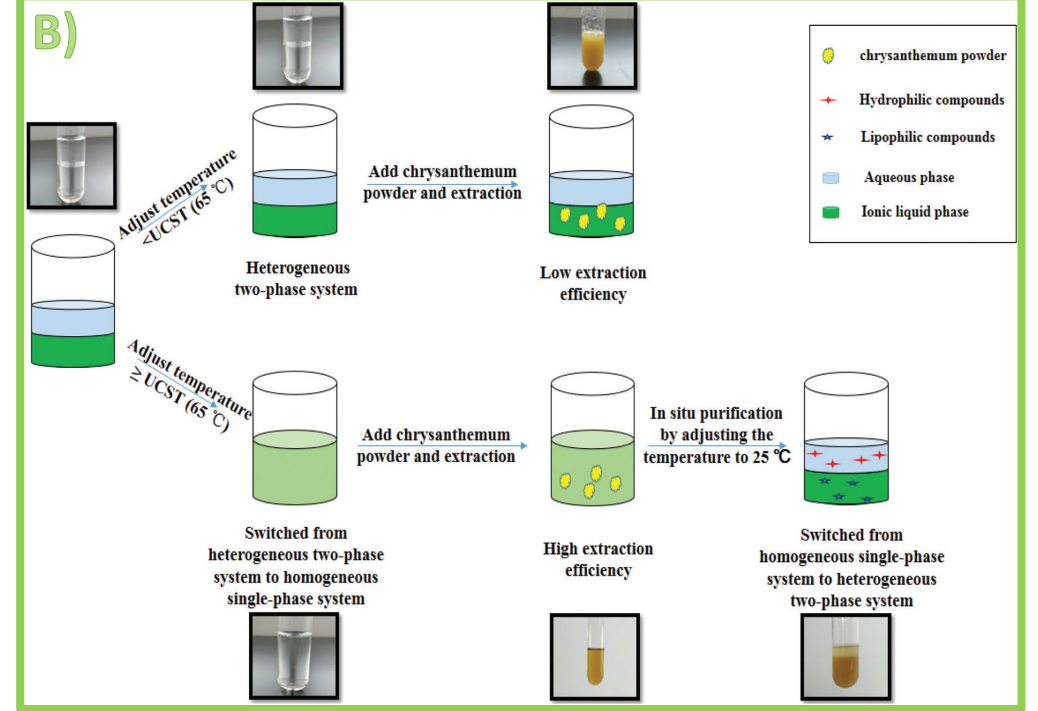 B)
Adjust temperature
<UCST (65 ℃)
Heterogeneous
two-phase system
Add chrysanthemum
powder and extraction
Low extraction
efficiency
chrysanthemum powder
Hydrophilic compounds
Lipophilic compounds
Aqueous phase
Ionic liquid phase
Adjust temperature
≥ UCST (65 ℃)
Switched from
heterogeneous two-phase
system to homogeneous
single-phase system
Add chrysanthemum
powder and extraction
High extraction
efficiency
In situ purification
by adjusting the
temperature to 25 ℃
Switched from
homogeneous single-phase
system to heterogeneous
two-phase system